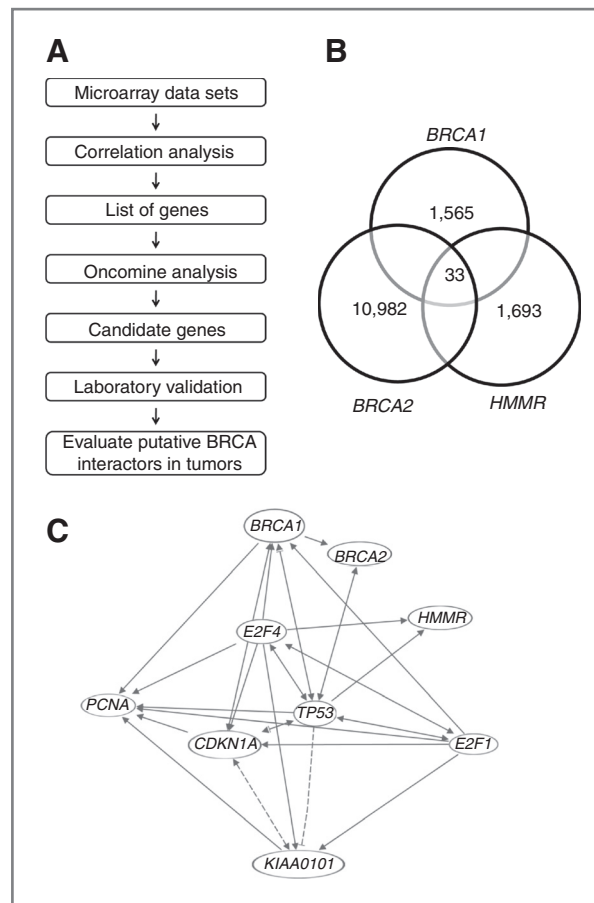 A
Microarray data sets
Correlation analysis
List of genes
Oncomine analysis
Candidate genes
Laboratory validation
Evaluate putative BRCA
interactors in tumors
B
BRCA1
1,565
33
10,982
1,693
BRCA2
HMMR
C
BRCA1
BRCA2
HMMR
E2F4
PCNA
TP53
CDKN1A
E2F1
KIAA0101